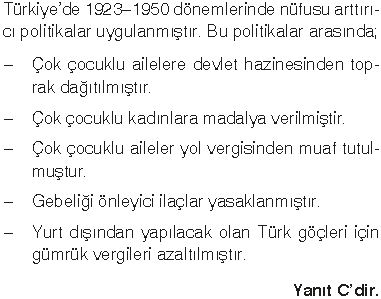 Türkiye'de 1923–1950 dönemlerinde nüfusu arttırı-
cı politikalar uygulanmıştır. Bu politikalar arasında;
– Çok çocuklu ailelere devlet hazinesinden top-
rak dağıtılmıştır.
– Çok çocuklu kadınlara madalya verilmiştir.
– Çok çocuklu aileler yol vergisinden muaf tutul-
muştur.
– Gebeliği önleyici ilaçlar yasaklanmıştır.
– Yurt dışından yapılacak olan Türk göçleri için
gümrük vergileri azaltılmıştır.
Yanıt C'dir.